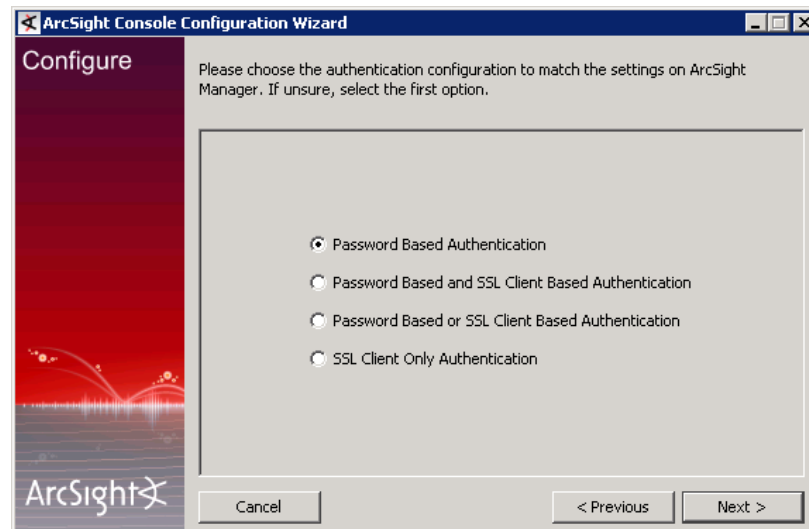 ArcSight Console Configuration Wizard
Configure
Please choose the authentication configuration to match the settings on ArcSight
Manager. If unsure, select the first option.
Password Based Authentication
Password Based and SSL Client Based Authentication
Password Based or SSL Client Based Authentication
SSL Client Only Authentication
ArcSight
Cancel
< Previous
Next >